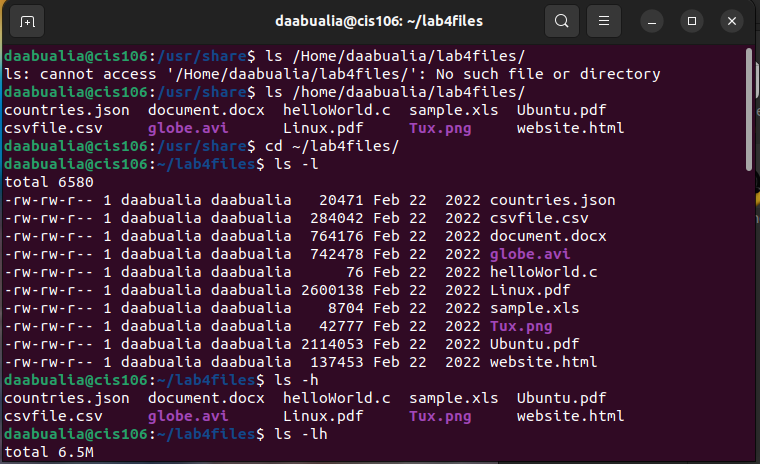 daabualia@cis106: ~/lab4files
daabualia@cis106:/usr/share$ ls /Home/daabualia/lab4files/
ls: cannot access '/Home/daabualia/lab4files/': No such file or directory
daabualia@cis106:/usr/share$ ls /home/daabualia/lab4files/
countries.json  document.docx  helloWorld.c  sample.xls  Ubuntu.pdf
csvfile.csv     globe.avi      Linux.pdf     Tux.png     website.html
daabualia@cis106:/usr/share$ cd ~/lab4files/
daabualia@cis106:~/lab4files$ ls -l
total 6580
-rw-rw-r-- 1 daabualia daabualia   20471 Feb 22  2022 countries.json
-rw-rw-r-- 1 daabualia daabualia  284042 Feb 22  2022 csvfile.csv
-rw-rw-r-- 1 daabualia daabualia  764176 Feb 22  2022 document.docx
-rw-rw-r-- 1 daabualia daabualia  742478 Feb 22  2022 globe.avi
-rw-rw-r-- 1 daabualia daabualia      76 Feb 22  2022 helloWorld.c
-rw-rw-r-- 1 daabualia daabualia 2600138 Feb 22  2022 Linux.pdf
-rw-rw-r-- 1 daabualia daabualia    8704 Feb 22  2022 sample.xls
-rw-rw-r-- 1 daabualia daabualia   42777 Feb 22  2022 Tux.png
-rw-rw-r-- 1 daabualia daabualia 2114053 Feb 22  2022 Ubuntu.pdf
-rw-rw-r-- 1 daabualia daabualia  137453 Feb 22  2022 website.html
daabualia@cis106:~/lab4files$ ls -h
countries.json  document.docx  helloWorld.c  sample.xls  Ubuntu.pdf
csvfile.csv     globe.avi      Linux.pdf     Tux.png     website.html
daabualia@cis106:~/lab4files$ ls -lh
total 6.5M